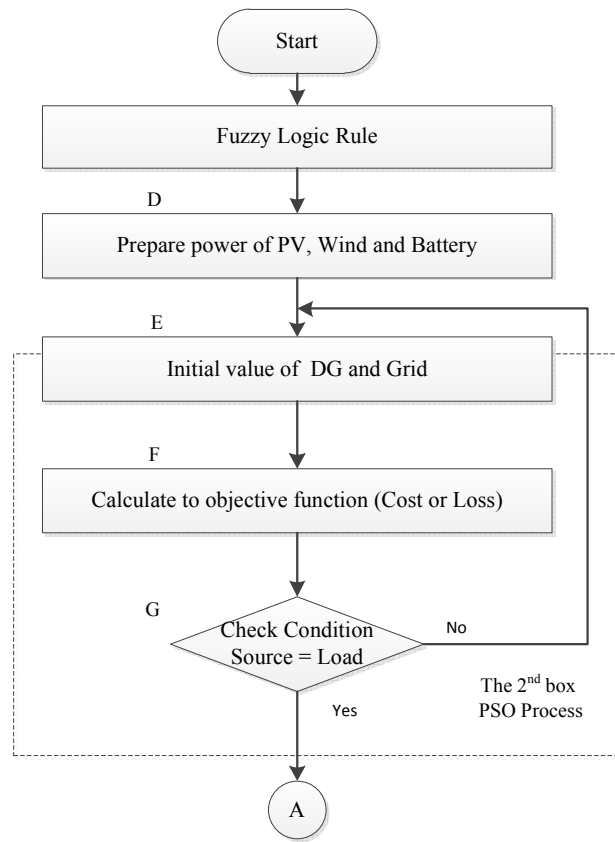 Start
Fuzzy Logic Rule
D
Prepare power of PV, Wind and Battery
E
Initial value of DG and Grid
F
Calculate to objective function (Cost or Loss)
G
Check Condition
Source = Load
No
The 2nd box
PSO Process
Yes
A